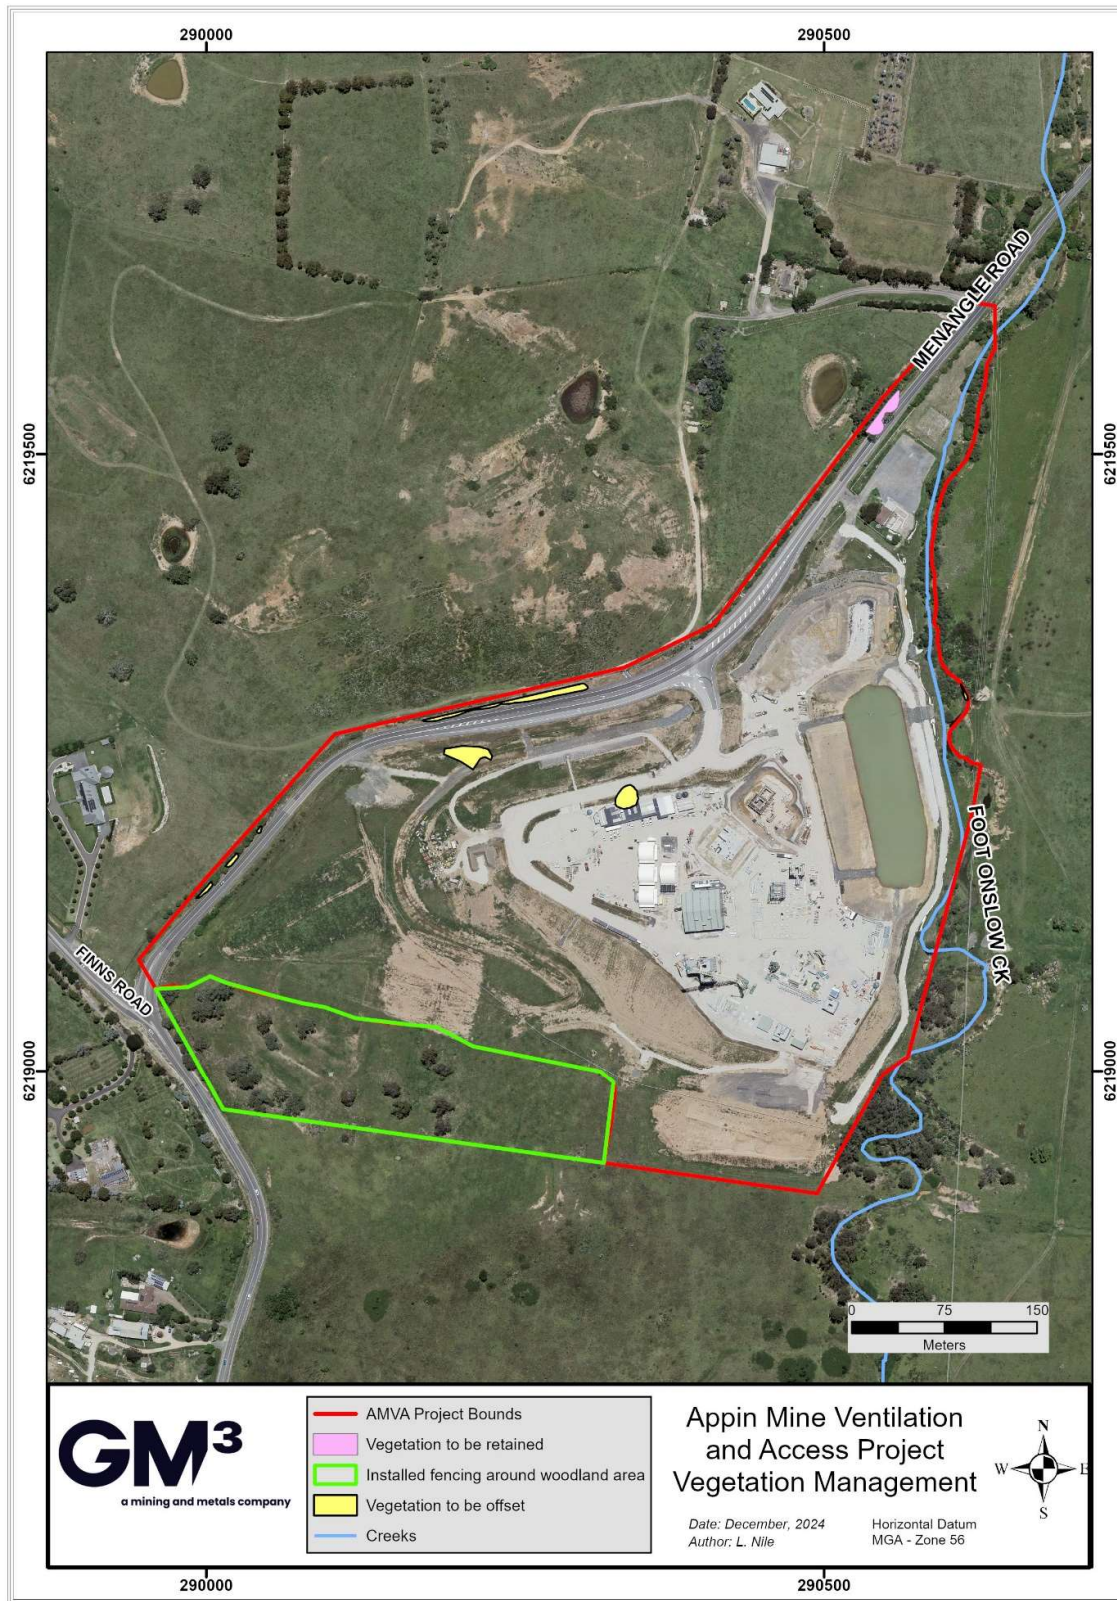 290000
290500
MENANGLE ROAD
6219500
6219500
FOOT ONSLOW CK
FINNS ROAD
6219000
6219000
0 75 150
Meters
GM³
a mining and metals company
AMVA Project Bounds
Vegetation to be retained
Installed fencing around woodland area
Vegetation to be offset
Creeks
Appin Mine Ventilation
and Access Project
Vegetation Management
Date: December, 2024
Author: L. Nile
Horizontal Datum
MGA - Zone 56
N
W
E
S
290000
290500